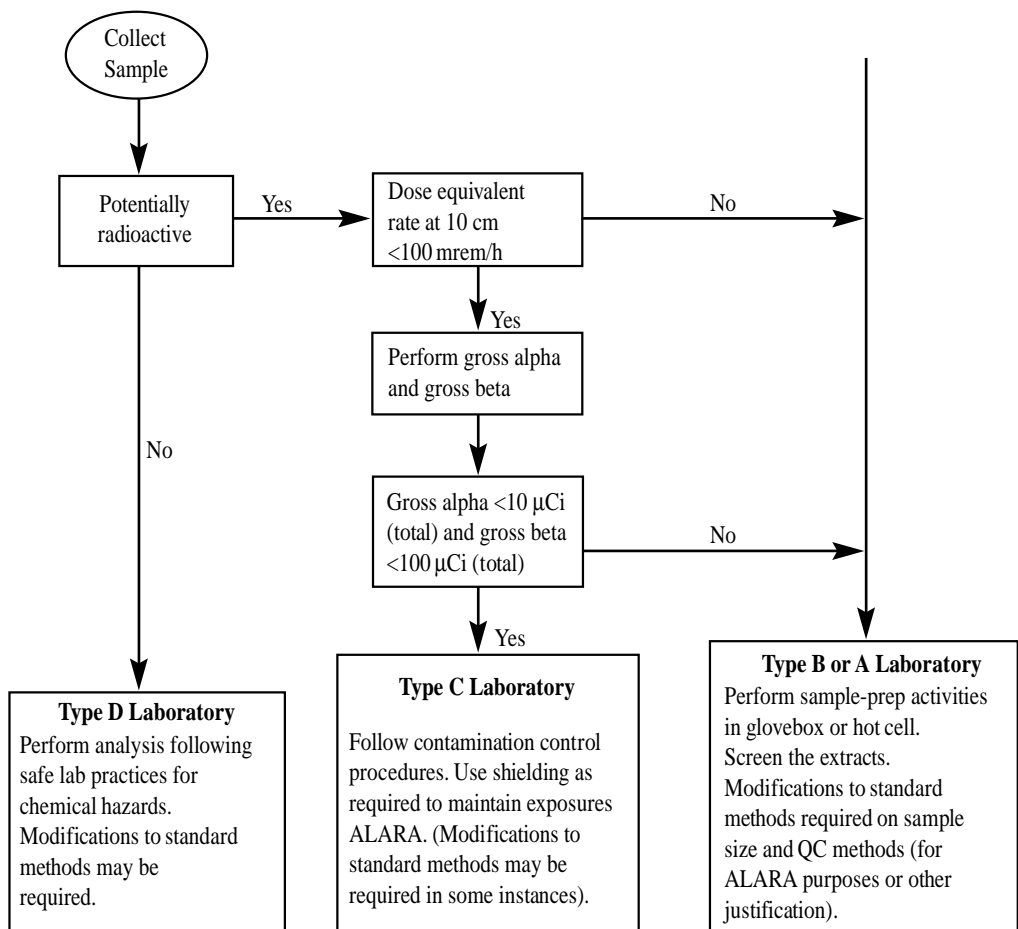 Collect
Sample
Potentially
radioactive
Yes
Dose equivalent
rate at 10 cm
<100 mrem/h
No
Yes
Perform gross alpha
and gross beta
No
Gross alpha <10 μCi
(total) and gross beta
<100 μCi (total)
No
Yes
Type D Laboratory
Perform analysis following
safe lab practices for
chemical hazards.
Modifications to standard
methods may be
required.
Type C Laboratory
Follow contamination control
procedures. Use shielding as
required to maintain exposures
ALARA. (Modifications to
standard methods may be
required in some instances).
Type B or A Laboratory
Perform sample-prep activities
in glovebox or hot cell.
Screen the extracts.
Modifications to standard
methods required on sample
size and QC methods (for
ALARA purposes or other
justification).